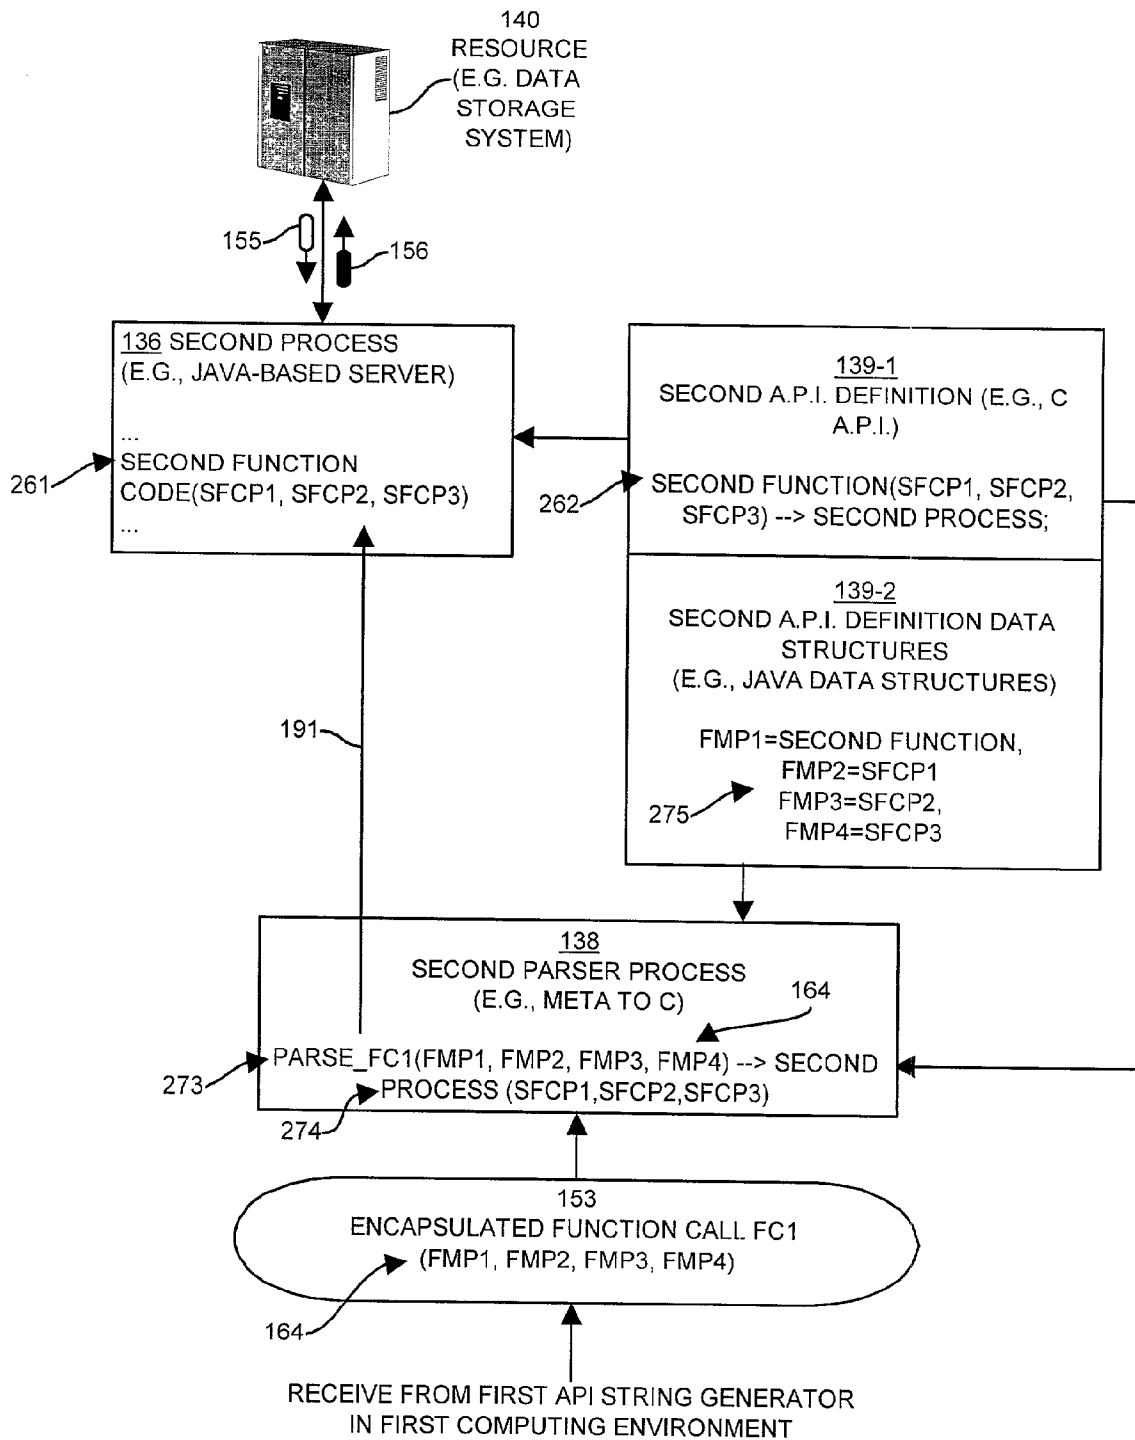 140
RESOURCE
(E.G. DATA
STORAGE
SYSTEM)
155
156
136 SECOND PROCESS
(E.G., JAVA-BASED SERVER)
...
SECOND FUNCTION
CODE(SFCP1, SFCP2, SFCP3)
...
261
139-1
SECOND A.P.I. DEFINITION (E.G., C
A.P.I.)
SECOND FUNCTION(SFCP1, SFCP2,
SFCP3) --> SECOND PROCESS;
262
139-2
SECOND A.P.I. DEFINITION DATA
STRUCTURES
(E.G., JAVA DATA STRUCTURES)
FMP1=SECOND FUNCTION,
FMP2=SFCP1
FMP3=SFCP2,
FMP4=SFCP3
275
191
138
SECOND PARSER PROCESS
(E.G., META TO C)
164
PARSE_FC1(FMP1, FMP2, FMP3, FMP4) --> SECOND
PROCESS (SFCP1,SFCP2,SFCP3)
273
274
153
ENCAPSULATED FUNCTION CALL FC1
(FMP1, FMP2, FMP3, FMP4)
164
RECEIVE FROM FIRST API STRING GENERATOR
IN FIRST COMPUTING ENVIRONMENT